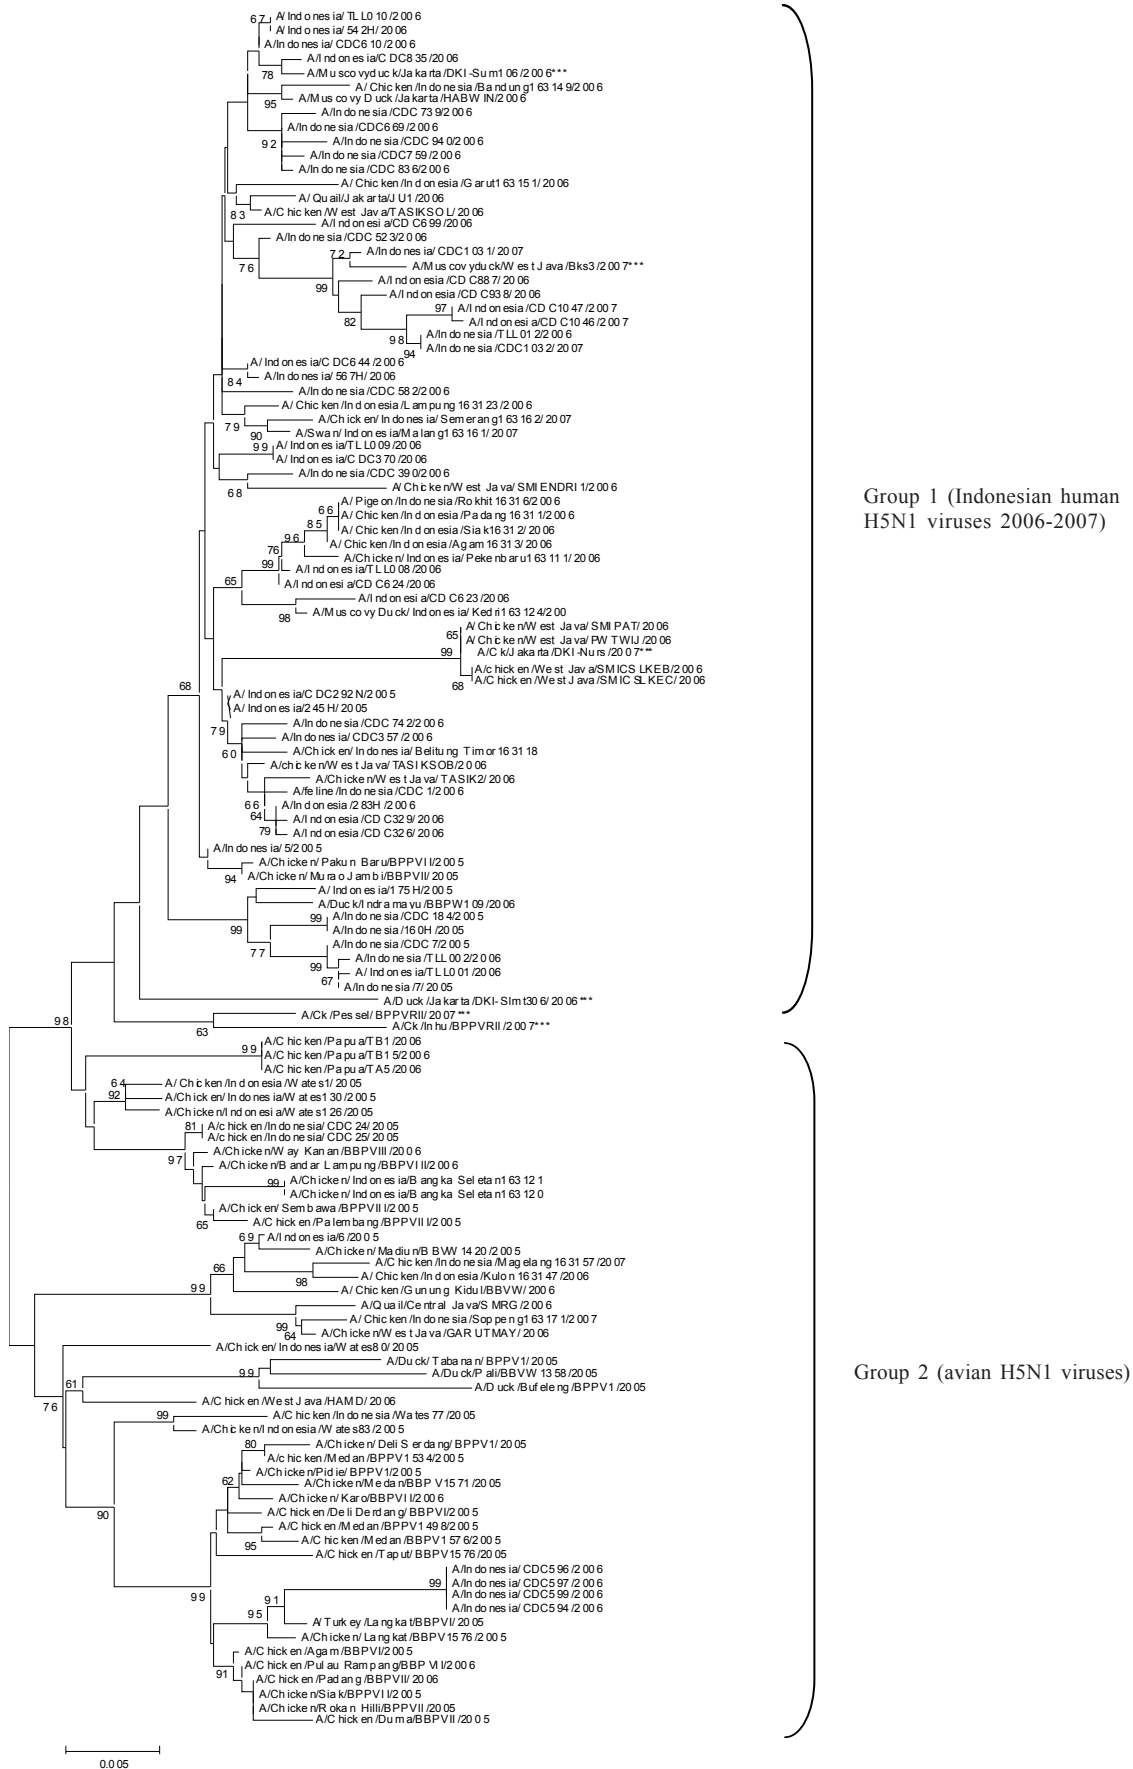 67
A/Indonesia/TLL010/2006
A/Indonesia/542H/2006
A/Indonesia/CDC610/2006
A/Indonesia/CDC835/2006
78
A/Muscovyduck/Jakarta/DKI-Sum106/2006***
A/Chicken/Indonesia/Bandung163149/2006
95
A/Muscovy Duck/Jakarta/HABWIN/2006
A/Indonesia/CDC739/2006
A/Indonesia/CDC669/2006
92
A/Indonesia/CDC940/2006
A/Indonesia/CDC759/2006
A/Indonesia/CDC836/2006
A/Chicken/Indonesia/Garut163151/2006
A/Quail/Jakarta/JU1/2006
83
A/Chicken/West Java/TASIKSOL/2006
A/Indonesia/CDC699/2006
A/Indonesia/CDC523/2006
72
A/Indonesia/CDC1031/2007
76
A/Muscovyduck/West Java/Bks3/2007***
99
A/Indonesia/CDC887/2006
A/Indonesia/CDC938/2006
97
A/Indonesia/CDC1047/2007
82
A/Indonesia/CDC1046/2007
98
A/Indonesia/TLL012/2006
94
A/Indonesia/CDC1032/2007
A/Indonesia/CDC644/2006
84
A/Indonesia/567H/2006
A/Indonesia/CDC582/2006
A/Chicken/Indonesia/Lampung163123/2006
79
A/Chicken/Indonesia/Semerang163162/2007
90
A/Swan/Indonesia/Malang163161/2007
99
A/Indonesia/TLL009/2006
A/Indonesia/CDC370/2006
A/Indonesia/CDC390/2006
68
A/Chicken/West Java/SMIENDRI1/2006
A/Pigeon/Indonesia/Rokhit16316/2006
66
A/Chicken/Indonesia/Padang163111/2006
85
A/Chicken/Indonesia/Siak16312/2006
96
A/Chicken/Indonesia/Agam16313/2006
76
A/Chicken/Indonesia/Pekenbaru163111/2006
99
A/Indonesia/TLL008/2006
65
A/Indonesia/CDC624/2006
A/Indonesia/CDC623/2006
98
A/Muscovy Duck/Indonesia/Kediri163124/200
A/Chicken/West Java/SMIPAT/2006
65
A/Chicken/West Java/PWTWIJ/2006
99
A/Ck/Jakarta/DKI-Nurs/2007***
A/chicken/West Java/SMICSLKEB/2006
68
A/Chicken/West Java/SMICSLKEC/2006
68
A/Indonesia/CDC292N/2005
A/Indonesia/245H/2005
79
A/Indonesia/CDC742/2006
A/Indonesia/CDC357/2006
60
A/Chicken/Indonesia/Belitung Timor163118
A/chicken/West Java/TASIKSOB/2006
A/Chicken/West Java/TASIK2/2006
A/feline/Indonesia/CDC1/2006
66
A/Indonesia/283H/2006
64
A/Indonesia/CDC329/2006
79
A/Indonesia/CDC326/2006
A/Indonesia/5/2005
A/Chicken/Pakun Baru/BPPVII/2005
94
A/Chicken/Murao Jambi/BBPVII/2005
A/Indonesia/175H/2005
A/Duck/Indramayu/BBPW109/2006
99
99
A/Indonesia/CDC184/2005
A/Indonesia/160H/2005
77
A/Indonesia/CDC7/2005
99
A/Indonesia/TLL002/2006
67
A/Indonesia/TLL001/2006
A/Indonesia/7/2005
A/Duck/Jakarta/DKI-Slmt306/2006***
A/Ck/Pessel/BPPVRII/2007***
98
63
A/Ck/Inhu/BPPVRII/2007***
Group 1 (Indonesian human
H5N1 viruses 2006-2007)
A/Chicken/Papua/TB1/2006
99
A/Chicken/Papua/TB15/2006
A/Chicken/Papua/TA5/2006
64
A/Chicken/Indonesia/Wates1/2005
92
A/Chicken/Indonesia/Wates130/2005
A/Chicken/Indonesia/Wates126/2005
81
A/chicken/Indonesia/CDC24/2005
A/chicken/Indonesia/CDC25/2005
97
A/Chicken/Way Kanan/BBPVIII/2006
A/Chicken/Bandar Lampung/BBPVIII/2006
99
A/Chicken/Indonesia/Bangka Seletan163121
A/Chicken/Indonesia/Bangka Seletan163120
A/Chicken/Sembawa/BPPVIII/2005
65
A/Chicken/Palembang/BPPVIII/2005
69
A/Indonesia/6/2005
A/Chicken/Madiun/BBVW1420/2005
66
A/Chicken/Indonesia/Magelang163157/2007
98
A/Chicken/Indonesia/Kulon163147/2006
99
A/Chicken/Gunung Kidul/BBVW/2006
A/Quail/Central Java/SMRG/2006
99
A/Chicken/Indonesia/Soppeng163171/2007
64
A/Chicken/West Java/GARUTMAY/2006
A/Chicken/Indonesia/Wates80/2005
A/Duck/Tabanan/BPPV1/2005
99
A/Duck/Pali/BBVW1358/2005
61
A/Duck/Bufeleng/BPPV1/2005
76
A/Chicken/West Java/HAMD/2006
99
A/Chicken/Indonesia/Wates77/2005
A/Chicken/Indonesia/Wates83/2005
80
A/Chicken/Deli Serdang/BPPV1/2005
A/chicken/Medan/BPPV1534/2005
A/Chicken/Pidie/BPPV1/2005
62
A/Chicken/Medan/BBPV1571/2005
A/Chicken/Karo/BBPVII/2006
90
A/Chicken/Deli Derdang/BBPVI/2005
A/Chicken/Medan/BPPV1498/2005
95
A/Chicken/Medan/BBPV1576/2005
A/Chicken/Taput/BBPV1576/2005
A/Indonesia/CDC596/2006
99
A/Indonesia/CDC597/2006
99
A/Indonesia/CDC599/2006
91
A/Indonesia/CDC594/2006
95
A/Turkey/Langkat/BBPVI/2005
A/Chicken/Langkat/BBPV1576/2005
A/Chicken/Agam/BBPVI/2005
91
A/Chicken/Pulau Rampang/BBPVII/2006
A/Chicken/Padang/BBPVII/2006
A/Chicken/Siak/BPPVII/2005
A/Chicken/Rokan Hilli/BPPVII/2005
A/Chicken/Duma/BBPVII/2005
Group 2 (avian H5N1 viruses)
0.005